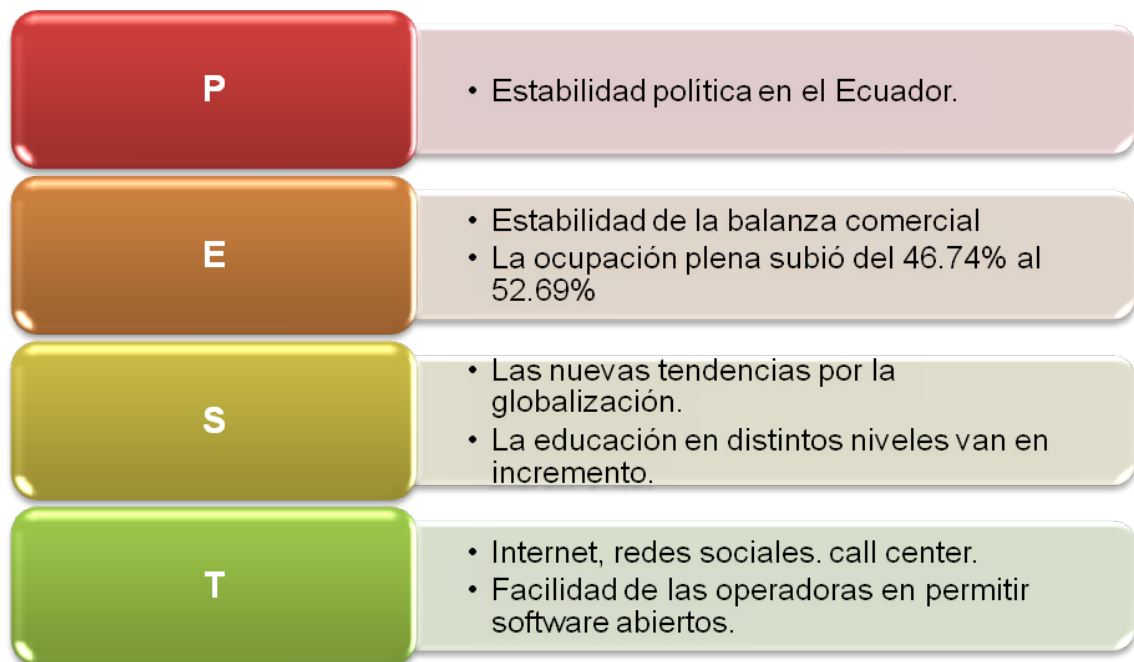 P
• Estabilidad política en el Ecuador.
E
• Estabilidad de la balanza comercial
• La ocupación plena subió del 46.74% al
52.69%
S
• Las nuevas tendencias por la
globalización.
• La educación en distintos niveles van en
incremento.
T
• Internet, redes sociales. call center.
• Facilidad de las operadoras en permitir
software abiertos.